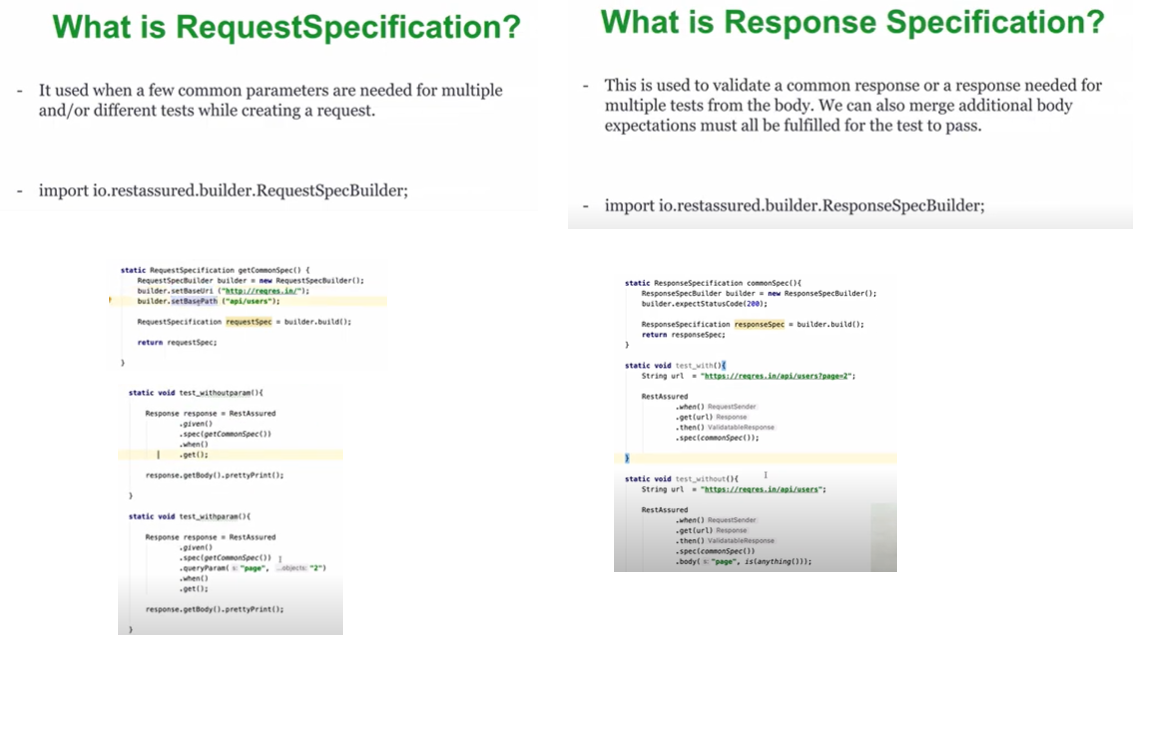 What is RequestSpecification?
- It used when a few common parameters are needed for multiple
and/or different tests while creating a request.
- import io.restassured.builder.RequestSpecBuilder;
static RequestSpecification getCommonSpec() {
RequestSpecBuilder builder = new RequestSpecBuilder();
builder.setBaseUri ("http://reqres.in/");
builder.setBasePath ("api/users");
RequestSpecification requestSpec = builder.build();
return requestSpec;
}
static void test_withoutparam(){
Response response = RestAssured
.given()
.spec(getCommonSpec())
.when()
.get();
response.getBody().prettyPrint();
}
static void test_withparam(){
Response response = RestAssured
.given()
.spec(getCommonSpec())
.queryParam( s: "page", ...objects: "2")
.when()
.get();
response.getBody().prettyPrint();
}
What is Response Specification?
- This is used to validate a common response or a response needed for
multiple tests from the body. We can also merge additional body
expectations must all be fulfilled for the test to pass.
- import io.restassured.builder.ResponseSpecBuilder;
static ResponseSpecification commonSpec(){
ResponseSpecBuilder builder = new ResponseSpecBuilder();
builder.expectStatusCode(200);
ResponseSpecification responseSpec = builder.build();
return responseSpec;
}
static void test_with(){
String url = "https://reqres.in/api/users?page=2";
RestAssured
.when() RequestSender
.get(url) Response
.then() ValidatableResponse
.spec(commonSpec());
}
static void test_without(){
String url = "https://reqres.in/api/users";
RestAssured
.when() RequestSender
.get(url) Response
.then() ValidatableResponse
.spec(commonSpec())
.body( s: "page", is(anything()));